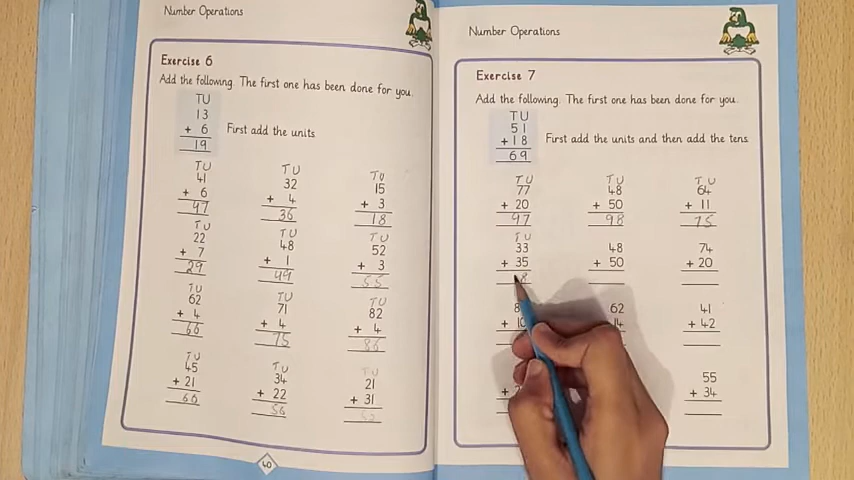 Number Operations
Exercise 6
Add the following. The first one has been done for you.
TU
13
+ 6
19
First add the units
TU TU TU
41 32 15
+ 6 + 4 + 3
47 36 18
TU TU TU
22 48 52
+ 7 + 1 + 3
29 49 55
TU TU TU
62 71 82
+ 4 + 4 + 4
66 75 86
TU TU TU
45 34 21
+ 21 + 22 + 31
66 56
40
Number Operations
Exercise 7
Add the following. The first one has been done for you.
TU
51
+18
69
First add the units and then add the tens
TU TU TU
77 48 64
+ 20 + 50 + 11
97 98 75
TU
33 48 74
+ 35 + 50 + 20
8
62 41
+ + 42
55
+ + 34